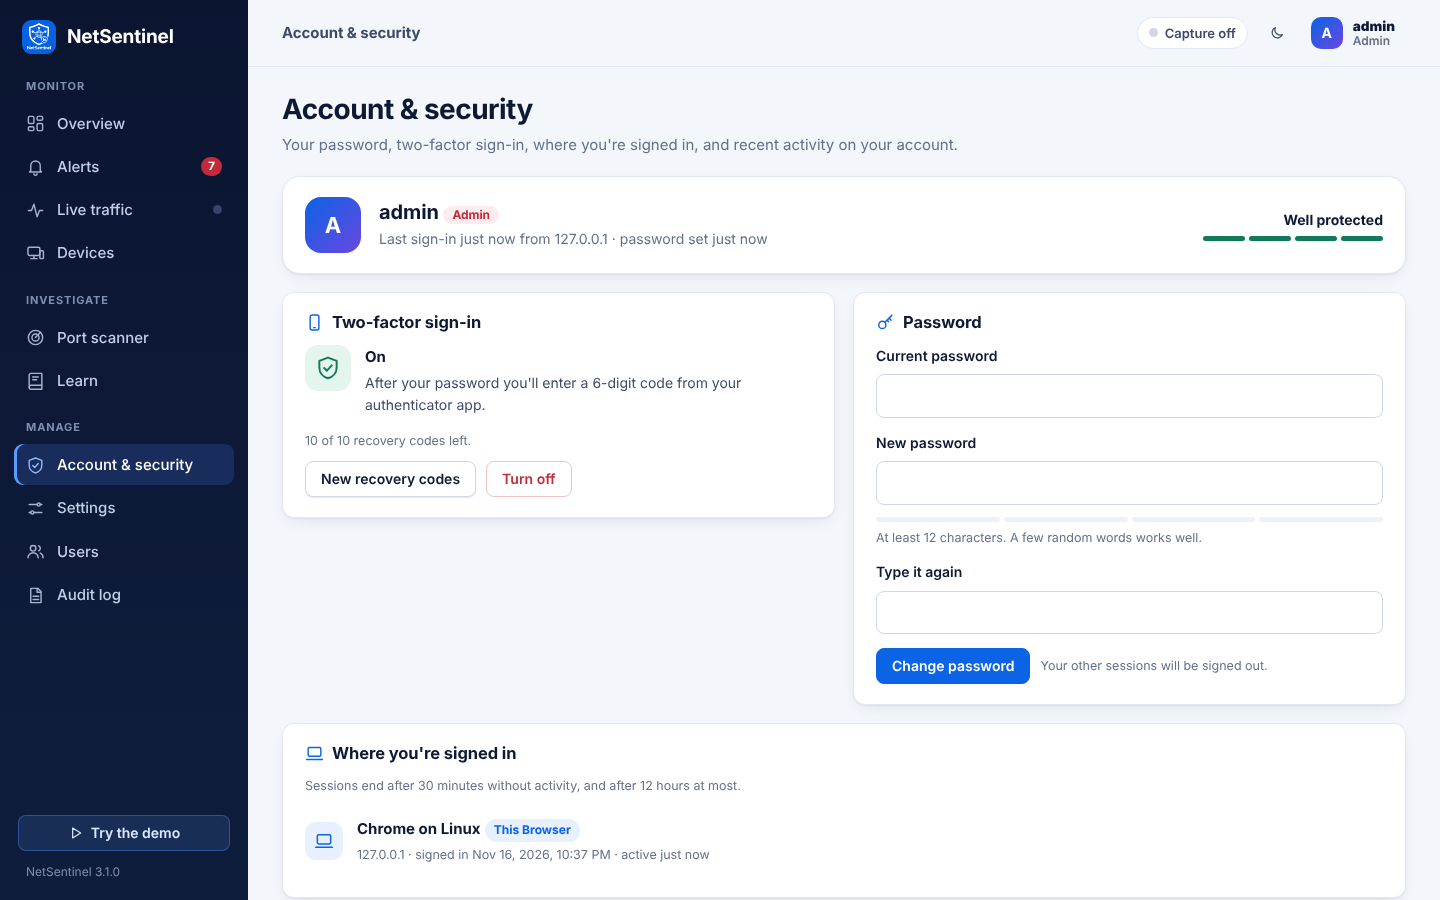 NetSentinel
MONITOR
Overview
Alerts
7
Live traffic
Devices
INVESTIGATE
Port scanner
Learn
MANAGE
Account & security
Settings
Users
Audit log
Try the demo
NetSentinel 3.1.0
Account & security
Capture off
A
admin
Admin
Account & security
Your password, two-factor sign-in, where you're signed in, and recent activity on your account.
A
admin Admin
Last sign-in just now from 127.0.0.1 · password set just now
Well protected
Two-factor sign-in
On
After your password you'll enter a 6-digit code from your
authenticator app.
10 of 10 recovery codes left.
New recovery codes
Turn off
Password
Current password
New password
At least 12 characters. A few random words works well.
Type it again
Change password
Your other sessions will be signed out.
Where you're signed in
Sessions end after 30 minutes without activity, and after 12 hours at most.
Chrome on Linux This Browser
127.0.0.1 · signed in Nov 16, 2026, 10:37 PM · active just now